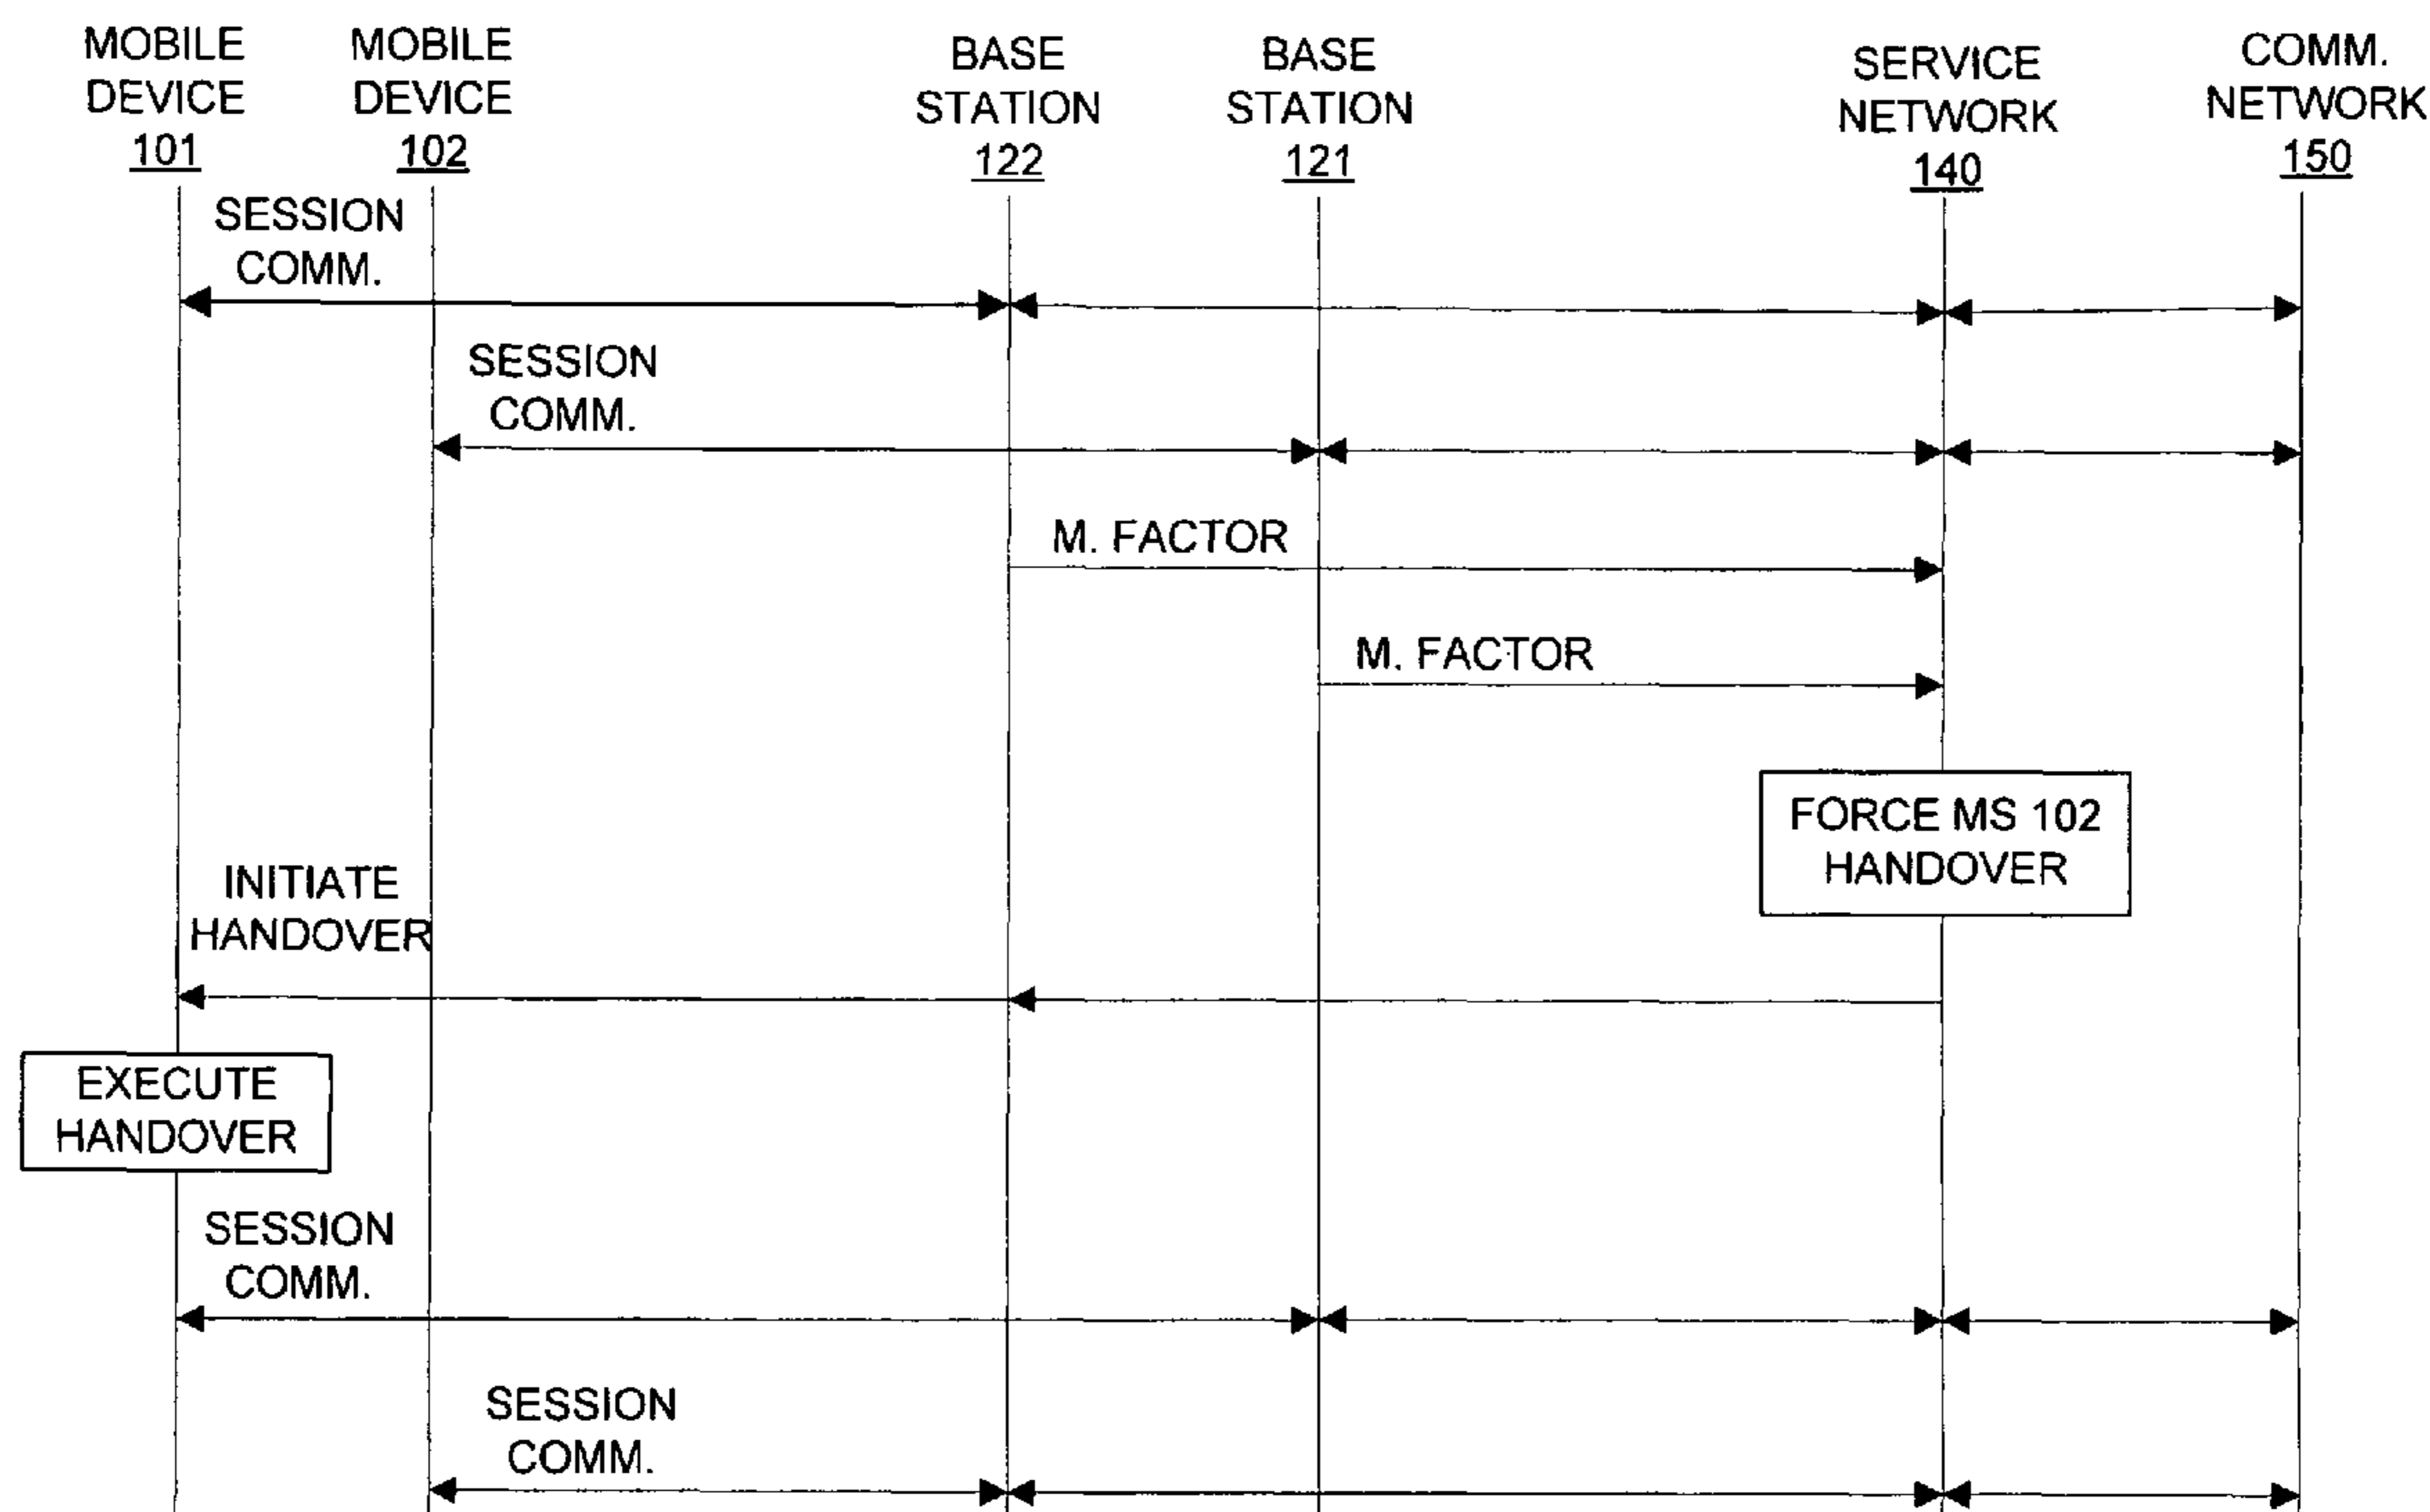 MOBILE
DEVICE
101
MOBILE
DEVICE
102
BASE
STATION
122
BASE
STATION
121
SERVICE
NETWORK
140
COMM.
NETWORK
150
SESSION
COMM.
SESSION
COMM.
M. FACTOR
M. FACTOR
FORCE MS 102
HANDOVER
INITIATE
HANDOVER
EXECUTE
HANDOVER
SESSION
COMM.
SESSION
COMM.